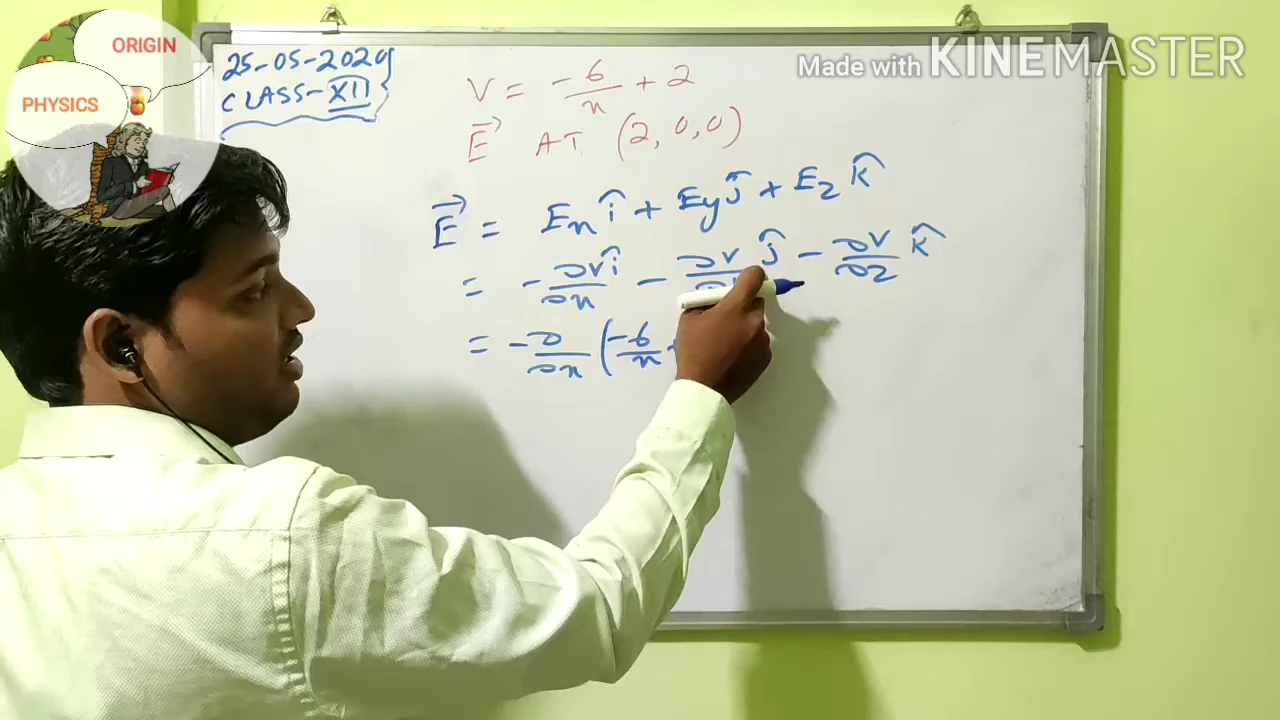 ORIGIN
PHYSICS
Made with KINEMASTER
25-05-2020
CLASS-XII
V = -6/x + 2
E⃗ AT (2, 0, 0)
E⃗ = Ex î + Ey ĵ + Ez k̂
= -∂V/∂x î - ∂V/ ĵ - ∂V/∂z k̂
= -∂/∂x (-6/x